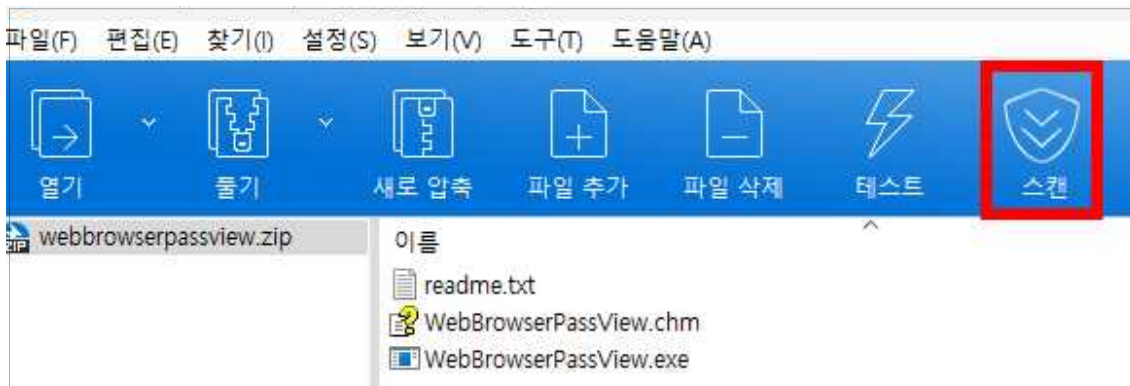 파일(F) 편집(E) 찾기(I) 설정(S) 보기(V) 도구(T) 도움말(A)
열기 풀기 새로 압축 파일 추가 파일 삭제 테스트 스캔
ZIP webbrowserpassview.zip
이름
readme.txt
WebBrowserPassView.chm
WebBrowserPassView.exe